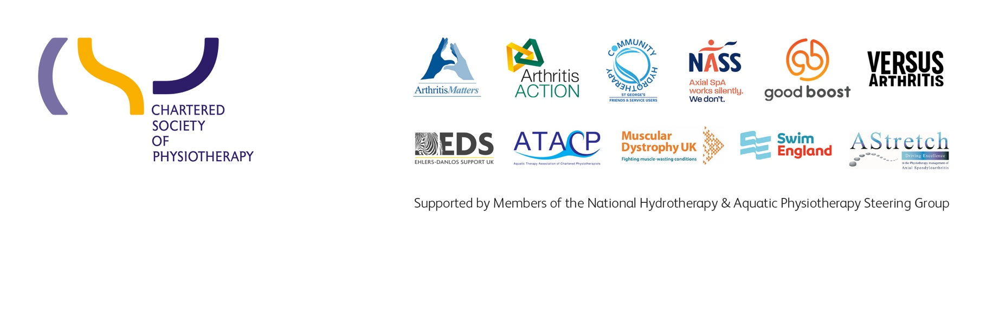 CHARTERED
SOCIETY
OF
PHYSIOTHERAPY
ArthritisMatters
Arthritis
ACTION
COMMUNITY
HYDROTHERAPY
ST GEORGE'S
FRIENDS & SERVICE USERS
NASS
Axial SpA
works silently.
We don't.
gb
good boost
VERSUS
ARTHRITIS
EDS
EHLERS-DANLOS SUPPORT UK
ATACP
Aquatic Therapy Association of Chartered Physiotherapists
Muscular
Dystrophy UK
Fighting muscle-wasting conditions
Swim
England
AStretch
Driving Excellence
in the Physiotherapy management of
Axial Spondyloarthritis
Supported by Members of the National Hydrotherapy & Aquatic Physiotherapy Steering Group